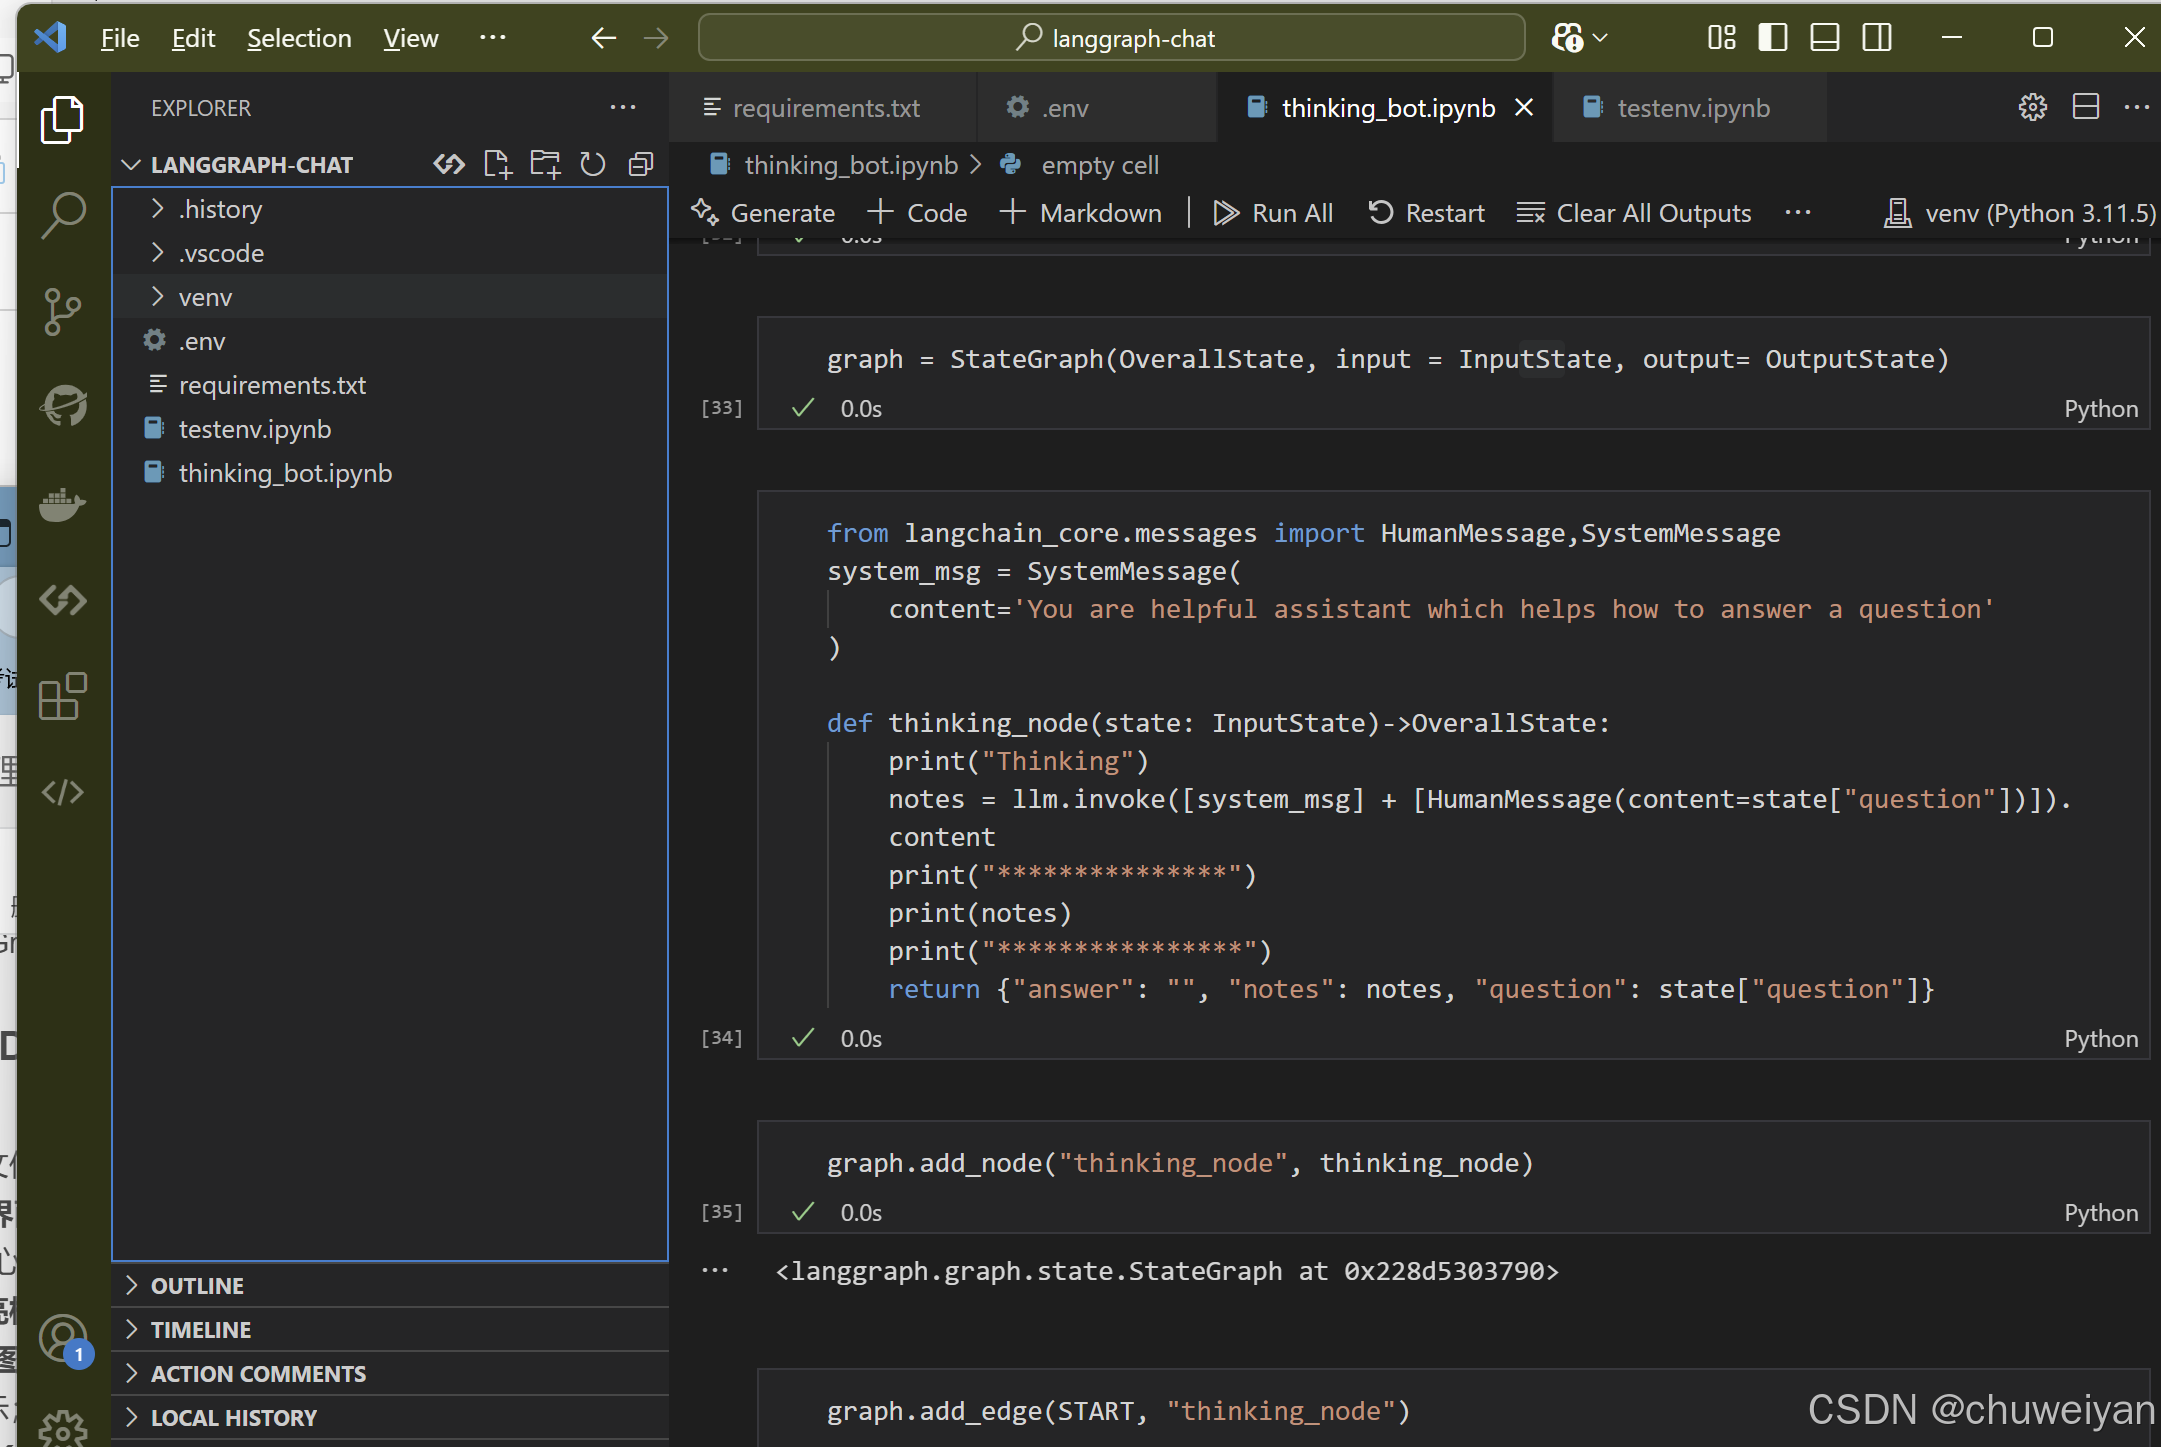 File Edit Selection View ···
langgraph-chat
EXPLORER
LANGGRAPH-CHAT
.history
.vscode
venv
.env
requirements.txt
testenv.ipynb
thinking_bot.ipynb
OUTLINE
TIMELINE
ACTION COMMENTS
LOCAL HISTORY
1
requirements.txt .env thinking_bot.ipynb testenv.ipynb
thinking_bot.ipynb > empty cell
Generate + Code + Markdown | Run All Restart Clear All Outputs ··· venv (Python 3.11.5)
0.0s Python
graph = StateGraph(OverallState, input = InputState, output= OutputState)
[33] 0.0s Python
from langchain_core.messages import HumanMessage,SystemMessage
system_msg = SystemMessage(
content='You are helpful assistant which helps how to answer a question'
)
def thinking_node(state: InputState)->OverallState:
print("Thinking")
notes = llm.invoke([system_msg] + [HumanMessage(content=state["question"])]).
content
print("***************")
print(notes)
print("****************")
return {"answer": "", "notes": notes, "question": state["question"]}
[34] 0.0s Python
graph.add_node("thinking_node", thinking_node)
[35] 0.0s Python
··· <langgraph.graph.state.StateGraph at 0x228d5303790>
graph.add_edge(START, "thinking_node")
CSDN @chuweiyan